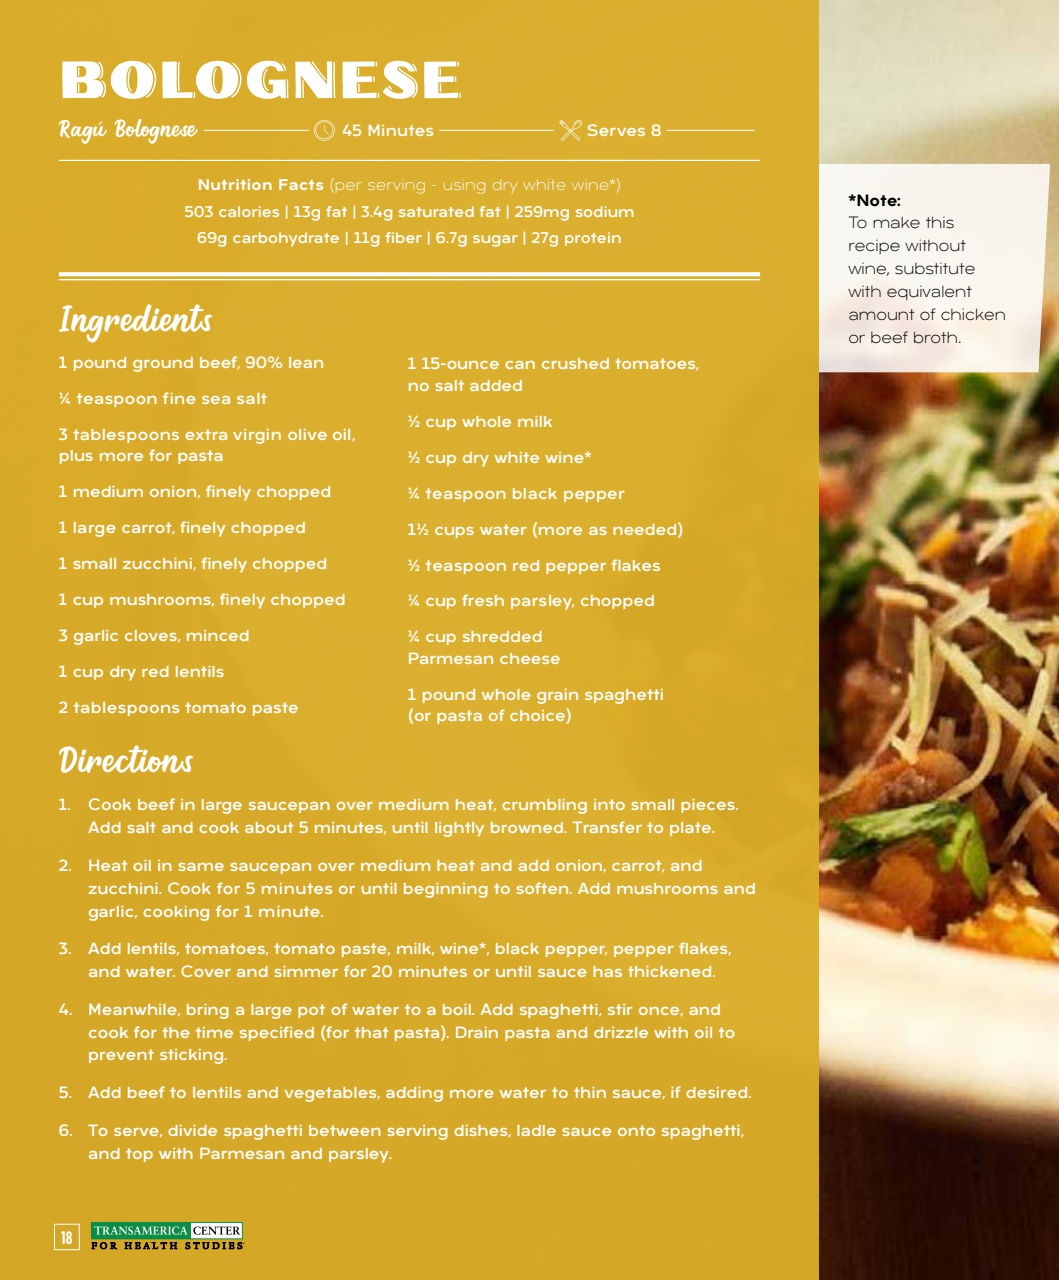 BOLOGNESE
Ragú Bolognese
45 Minutes
Serves 8
Nutrition Facts (per serving - using dry white wine*)
503 calories | 13g fat | 3.4g saturated fat | 259mg sodium
69g carbohydrate | 11g fiber | 6.7g sugar | 27g protein
*Note:
To make this
recipe without
wine, substitute
with equivalent
amount of chicken
or beef broth.
Ingredients
1 pound ground beef, 90% lean
¼ teaspoon fine sea salt
3 tablespoons extra virgin olive oil,
plus more for pasta
1 medium onion, finely chopped
1 large carrot, finely chopped
1 small zucchini, finely chopped
1 cup mushrooms, finely chopped
3 garlic cloves, minced
1 cup dry red lentils
2 tablespoons tomato paste
1 15-ounce can crushed tomatoes,
no salt added
½ cup whole milk
½ cup dry white wine*
¼ teaspoon black pepper
1½ cups water (more as needed)
½ teaspoon red pepper flakes
¼ cup fresh parsley, chopped
¼ cup shredded
Parmesan cheese
1 pound whole grain spaghetti
(or pasta of choice)
Directions
1. Cook beef in large saucepan over medium heat, crumbling into small pieces.
Add salt and cook about 5 minutes, until lightly browned. Transfer to plate.
2. Heat oil in same saucepan over medium heat and add onion, carrot, and
zucchini. Cook for 5 minutes or until beginning to soften. Add mushrooms and
garlic, cooking for 1 minute.
3. Add lentils, tomatoes, tomato paste, milk, wine*, black pepper, pepper flakes,
and water. Cover and simmer for 20 minutes or until sauce has thickened.
4. Meanwhile, bring a large pot of water to a boil. Add spaghetti, stir once, and
cook for the time specified (for that pasta). Drain pasta and drizzle with oil to
prevent sticking.
5. Add beef to lentils and vegetables, adding more water to thin sauce, if desired.
6. To serve, divide spaghetti between serving dishes, ladle sauce onto spaghetti,
and top with Parmesan and parsley.
18
TRANSAMERICA CENTER
FOR HEALTH STUDIES